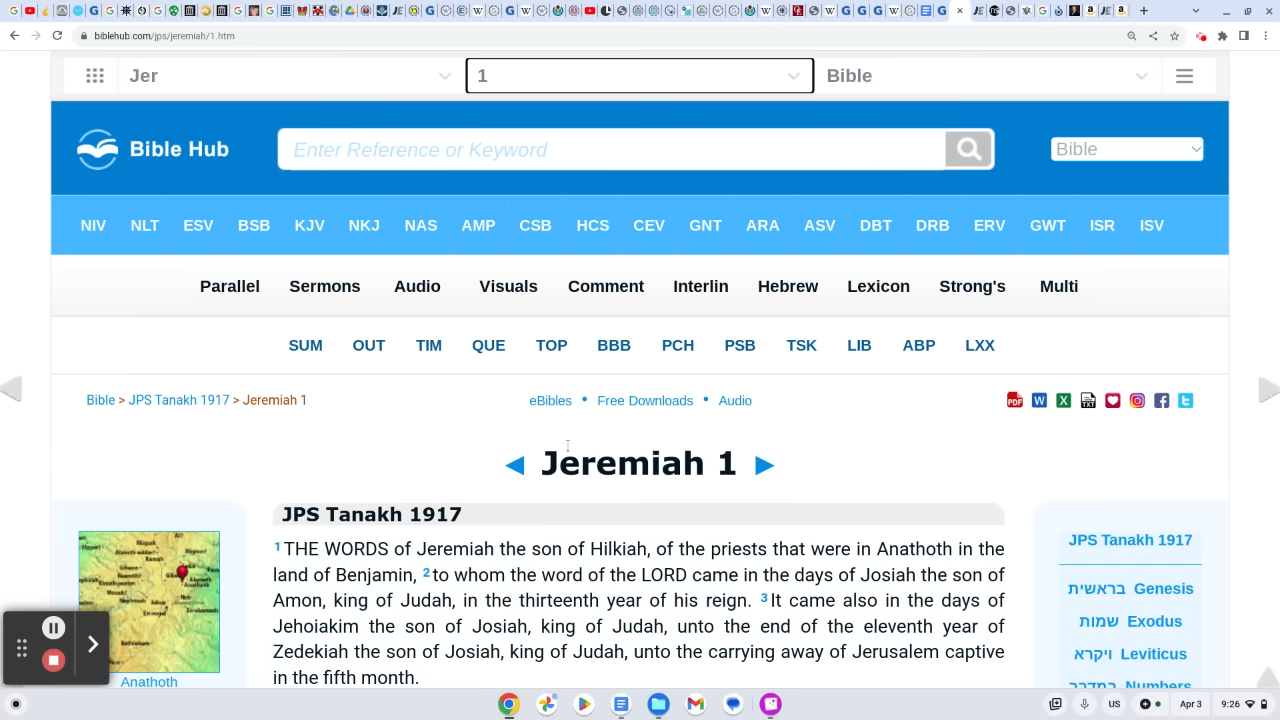 biblehub.com/jps/jeremiah/1.htm
Jer 1 Bible
Bible Hub Enter Reference or Keyword Bible
NIV NLT ESV BSB KJV NKJ NAS AMP CSB HCS CEV GNT ARA ASV DBT DRB ERV GWT ISR ISV
Parallel Sermons Audio Visuals Comment Interlin Hebrew Lexicon Strong's Multi
SUM OUT TIM QUE TOP BBB PCH PSB TSK LIB ABP LXX
Bible > JPS Tanakh 1917 > Jeremiah 1
eBibles • Free Downloads • Audio
◄ Jeremiah 1 ►
JPS Tanakh 1917
1 THE WORDS of Jeremiah the son of Hilkiah, of the priests that were in Anathoth in the
land of Benjamin, 2 to whom the word of the LORD came in the days of Josiah the son of
Amon, king of Judah, in the thirteenth year of his reign. 3 It came also in the days of
Jehoiakim the son of Josiah, king of Judah, unto the end of the eleventh year of
Zedekiah the son of Josiah, king of Judah, unto the carrying away of Jerusalem captive
in the fifth month.
Anathoth
JPS Tanakh 1917
בראשית Genesis
שמות Exodus
ויקרא Leviticus
במדבר Numbers
US Apr 3 9:26